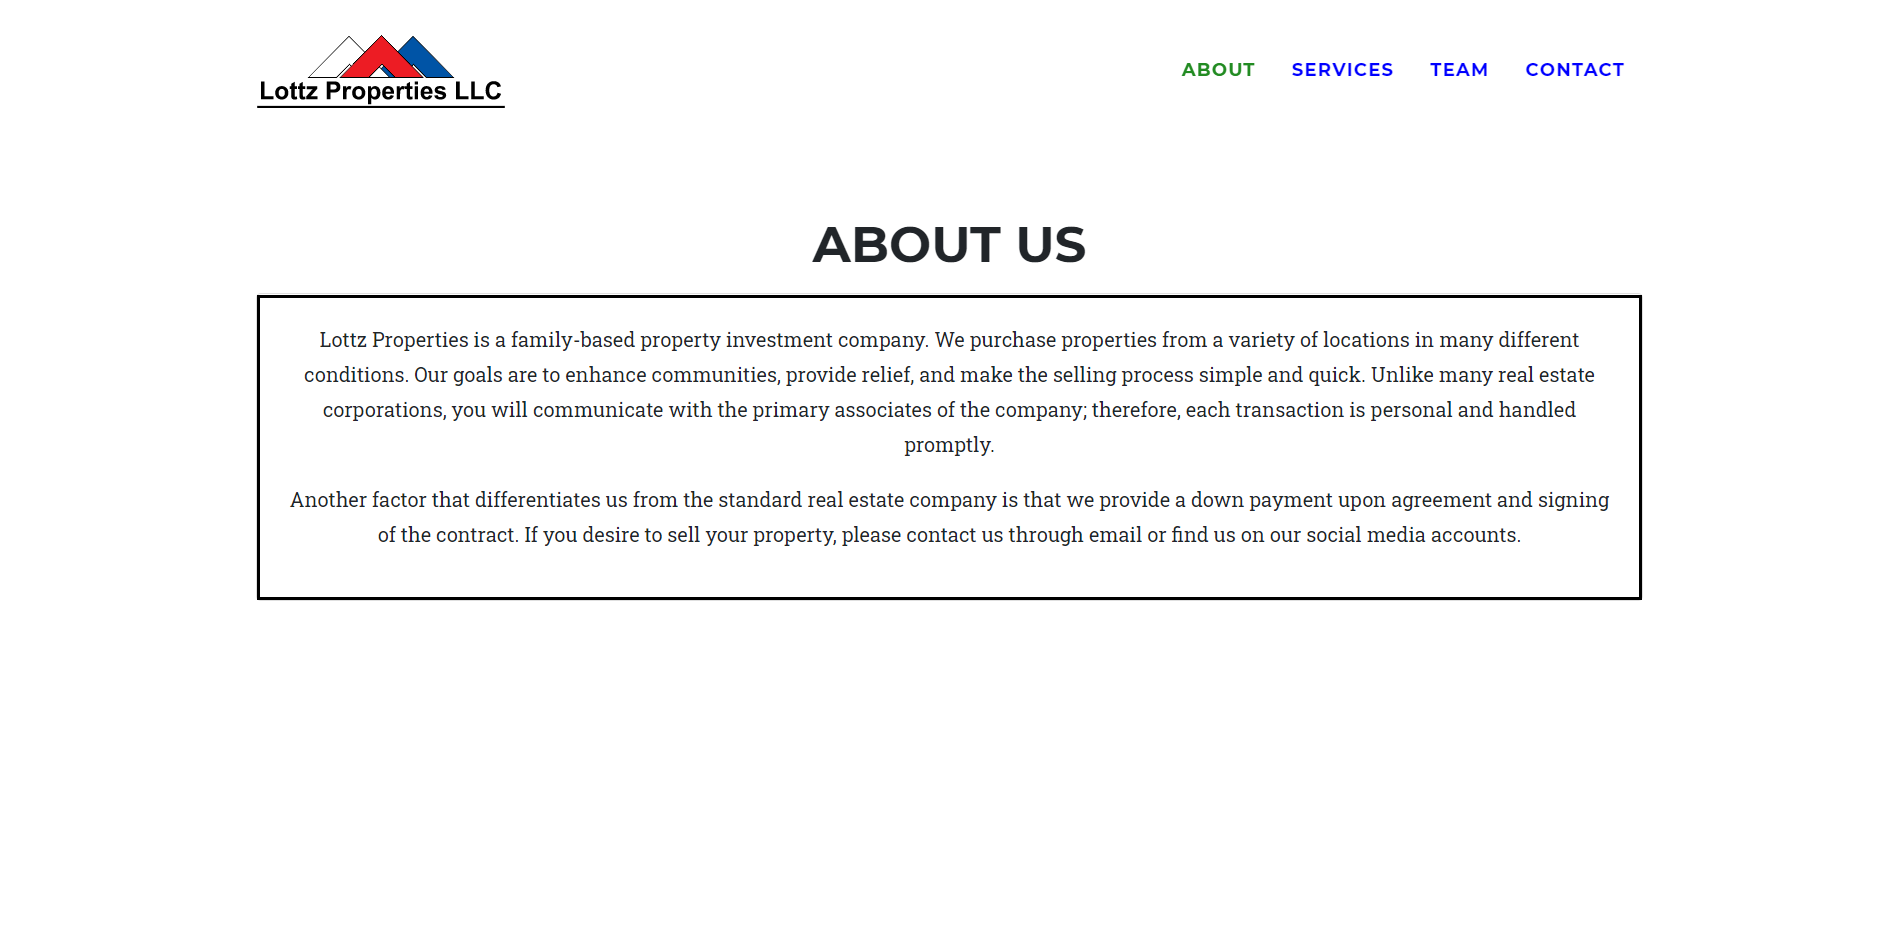 Lottz Properties LLC
ABOUT
SERVICES
TEAM
CONTACT
ABOUT US
Lottz Properties is a family-based property investment company. We purchase properties from a variety of locations in many different
conditions. Our goals are to enhance communities, provide relief, and make the selling process simple and quick. Unlike many real estate
corporations, you will communicate with the primary associates of the company; therefore, each transaction is personal and handled
promptly.
Another factor that differentiates us from the standard real estate company is that we provide a down payment upon agreement and signing
of the contract. If you desire to sell your property, please contact us through email or find us on our social media accounts.